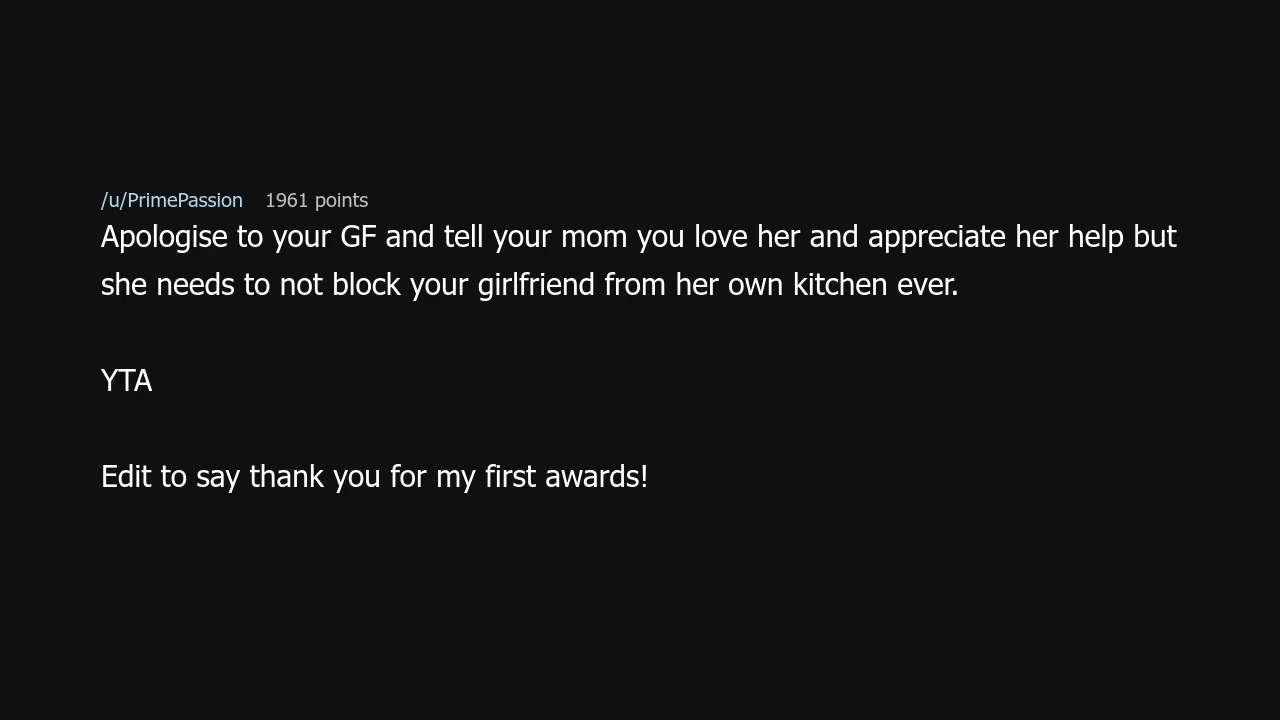 /u/PrimePassion 1961 points
Apologise to your GF and tell your mom you love her and appreciate her help but
she needs to not block your girlfriend from her own kitchen ever.
YTA
Edit to say thank you for my first awards!